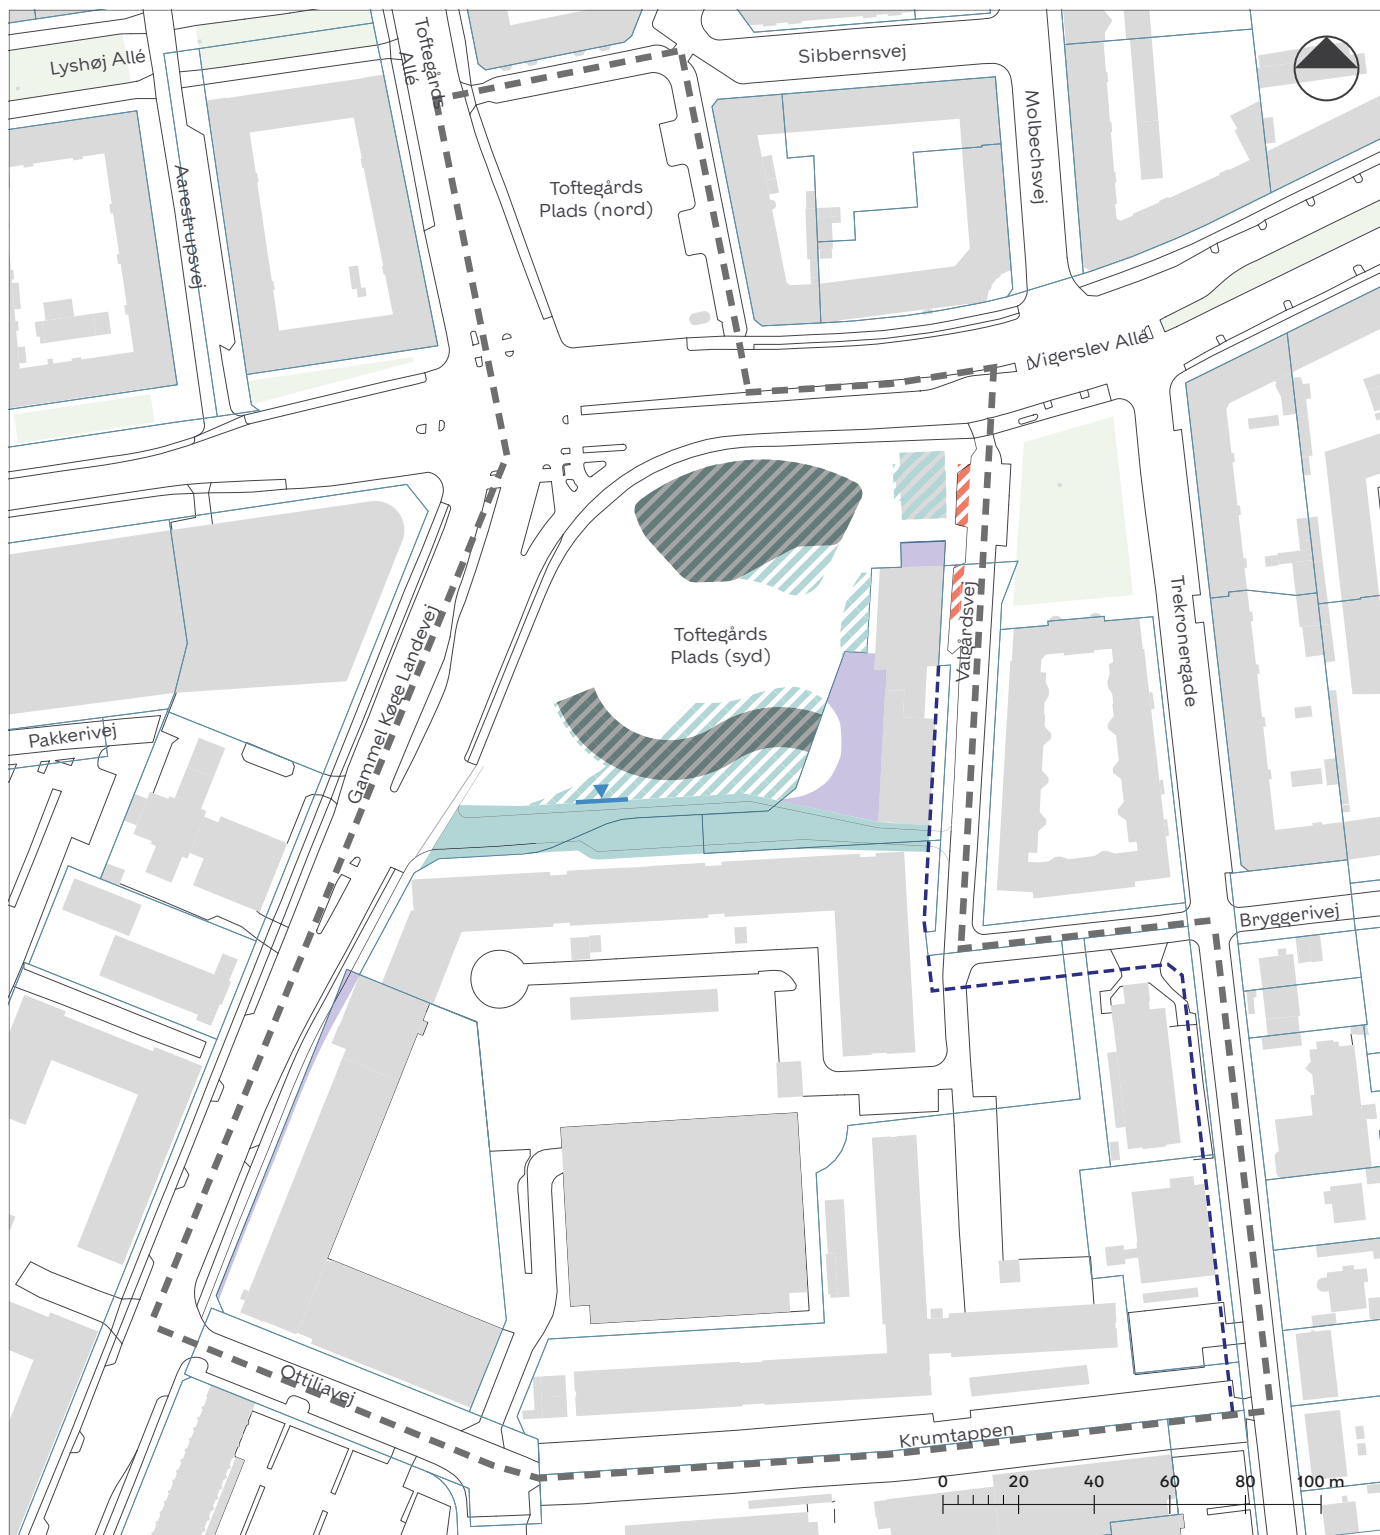 Lyshøj Allé
Toftegårds
Allé
Sibbernsvej
Aarestrupsvej
Toftegårds
Plads (nord)
Molbechsvej
Vigerslev Allé
Toftegårds
Plads (syd)
Valgårdsvej
Trekronergade
Gammel Køge Landevej
Pakkerivej
Bryggerivej
Ottiliavej
Krumtappen
0 20 40 60 80 100 m